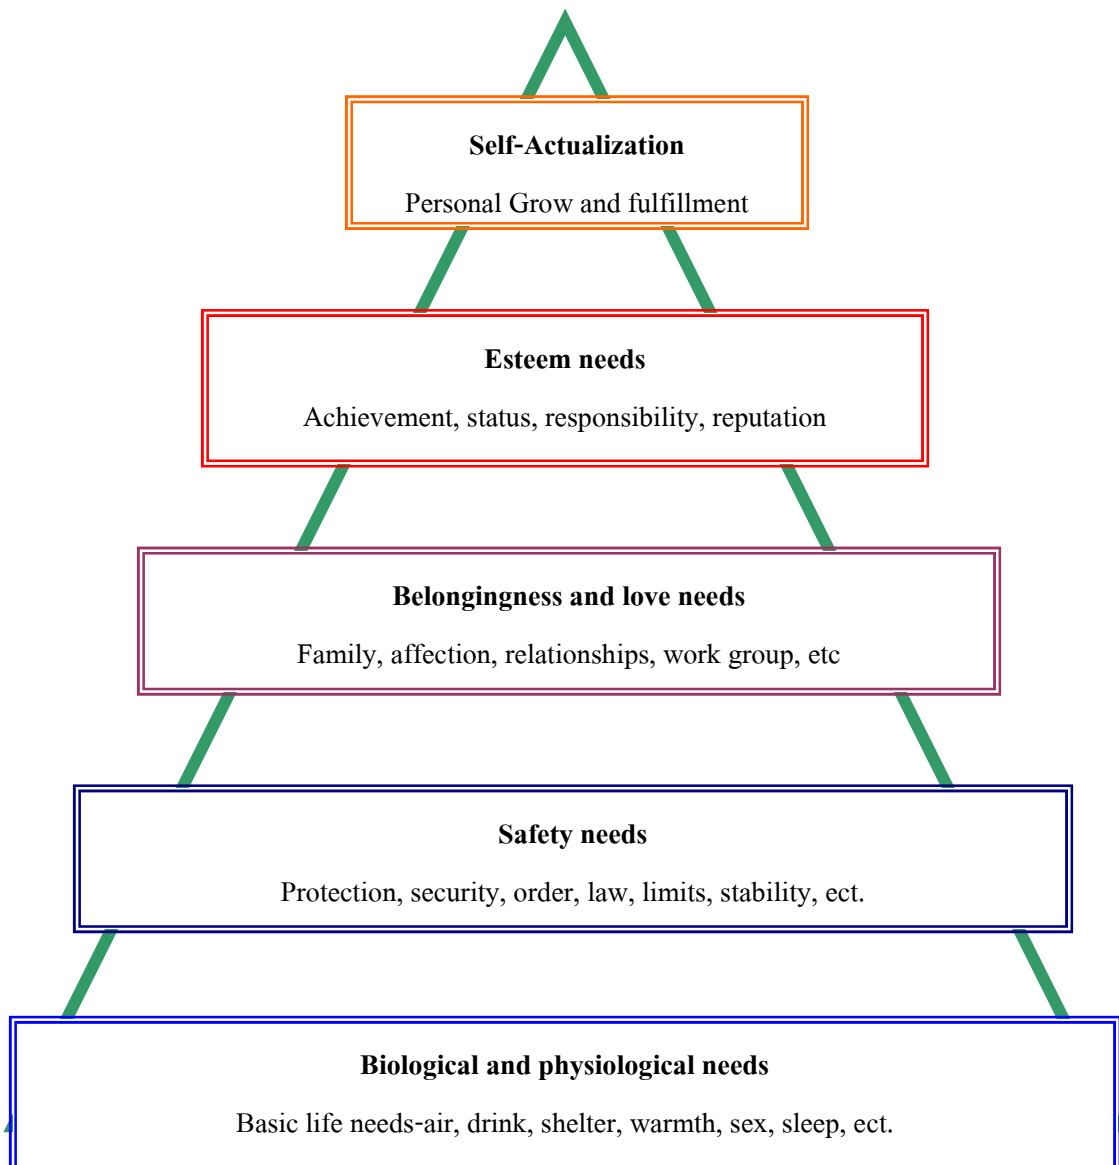 Self-Actualization
Personal Grow and fulfillment
Esteem needs
Achievement, status, responsibility, reputation
Belongingness and love needs
Family, affection, relationships, work group, etc
Safety needs
Protection, security, order, law, limits, stability, ect.
Biological and physiological needs
Basic life needs-air, drink, shelter, warmth, sex, sleep, ect.